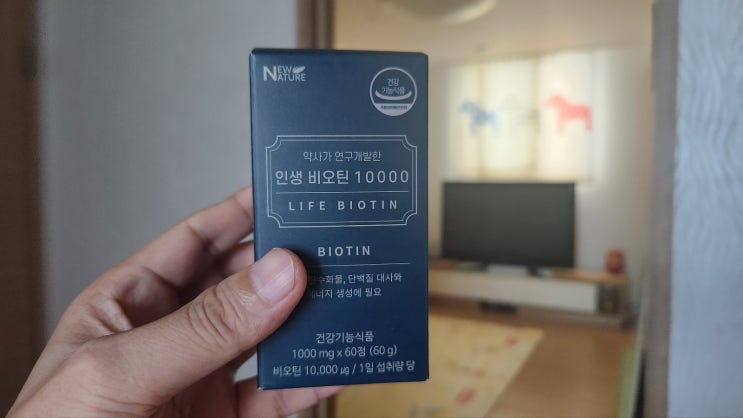 NEW
NATURE
건강
기능식품
약사가 연구개발한
인생 비오틴 10000
LIFE BIOTIN
BIOTIN
단백질 대사와
생성에 필요
건강기능식품
1000 mg x 60정 (60 g)
비오틴 10,000 ㎍ / 1일 섭취량 당